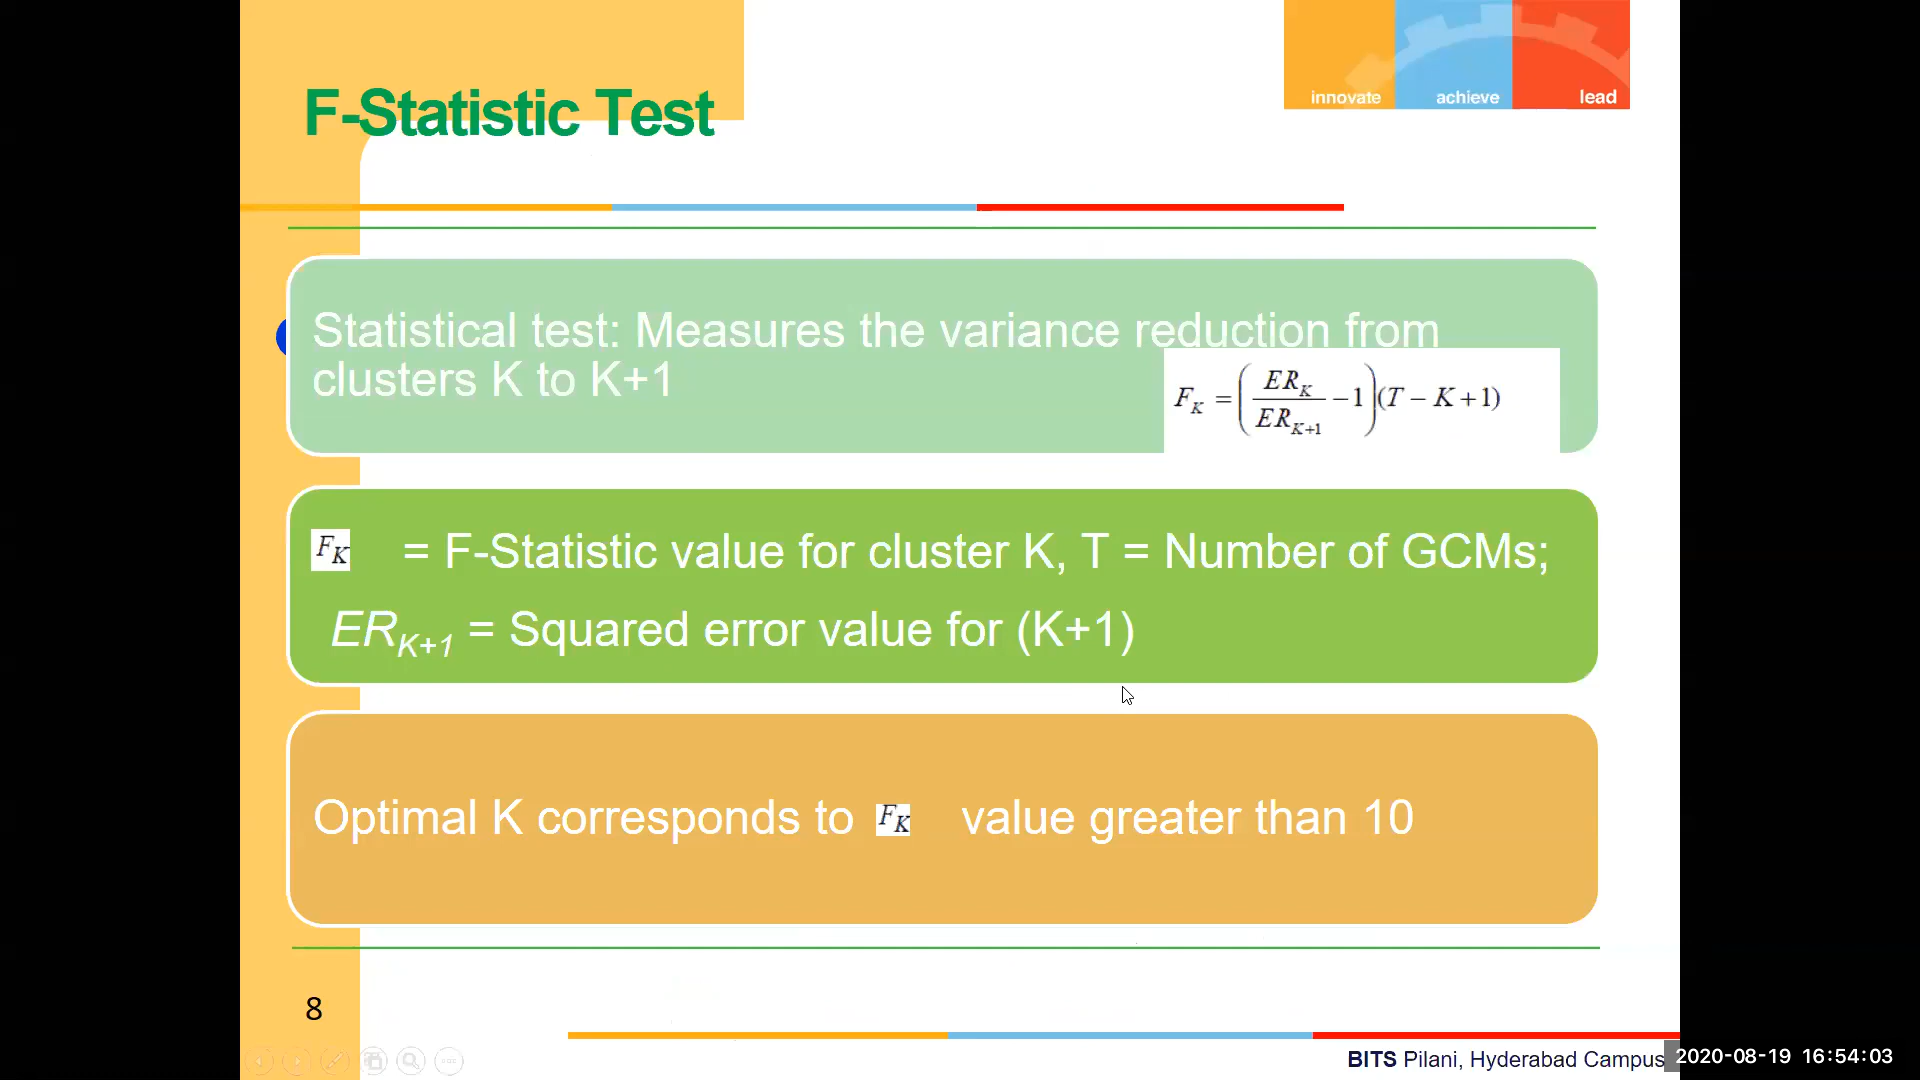 innovate achieve lead
F-Statistic Test
Statistical test: Measures the variance reduction from
clusters K to K+1
F_K = (ER_K / ER_{K+1} − 1)(T − K + 1)
F_K = F-Statistic value for cluster K, T = Number of GCMs;
ER_{K+1} = Squared error value for (K+1)
Optimal K corresponds to F_K value greater than 10
8
BITS Pilani, Hyderabad Campus
2020-08-19 16:54:03